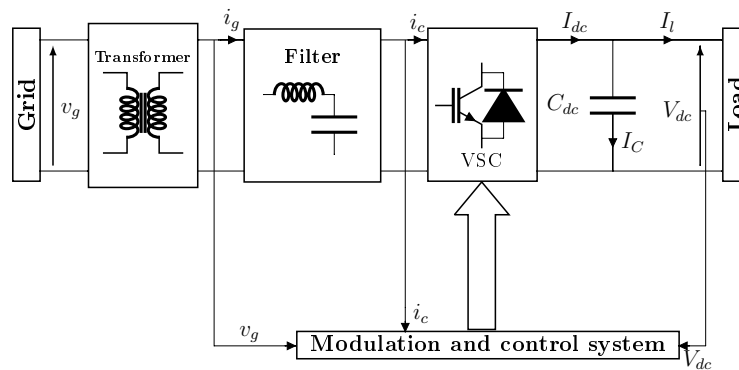 i_g
i_c
I_dc
I_l
Grid
v_g
Transformer
Filter
VSC
C_dc
I_C
V_dc
Load
v_g
i_c
Modulation and control system
V_dc